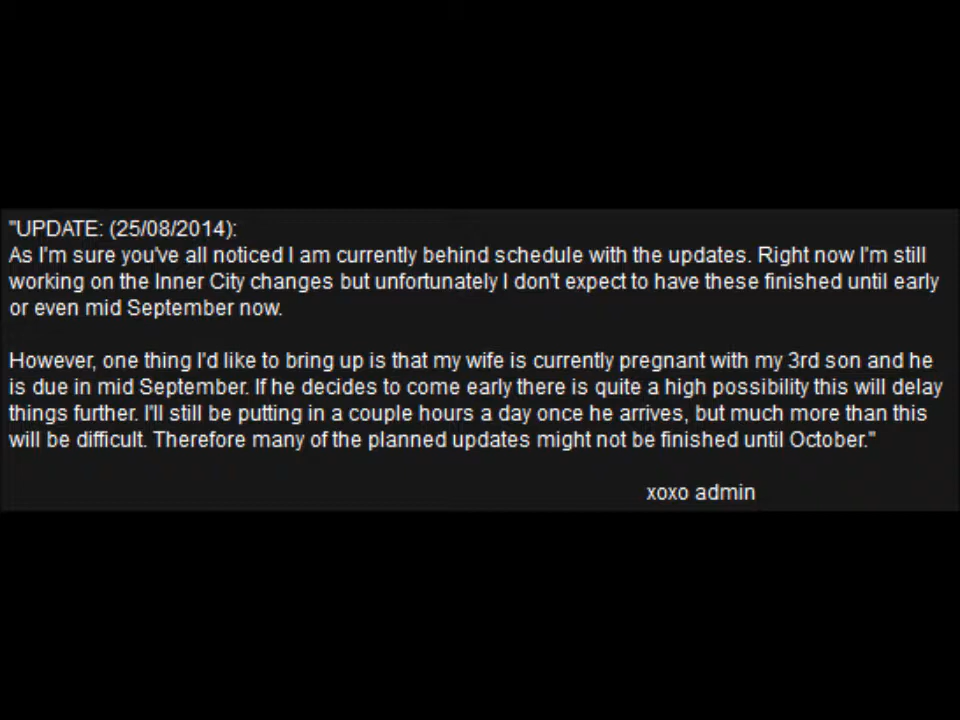 "UPDATE: (25/08/2014):
As I'm sure you've all noticed I am currently behind schedule with the updates. Right now I'm still
working on the Inner City changes but unfortunately I don't expect to have these finished until early
or even mid September now.
However, one thing I'd like to bring up is that my wife is currently pregnant with my 3rd son and he
is due in mid September. If he decides to come early there is quite a high possibility this will delay
things further. I'll still be putting in a couple hours a day once he arrives, but much more than this
will be difficult. Therefore many of the planned updates might not be finished until October."
xoxo admin